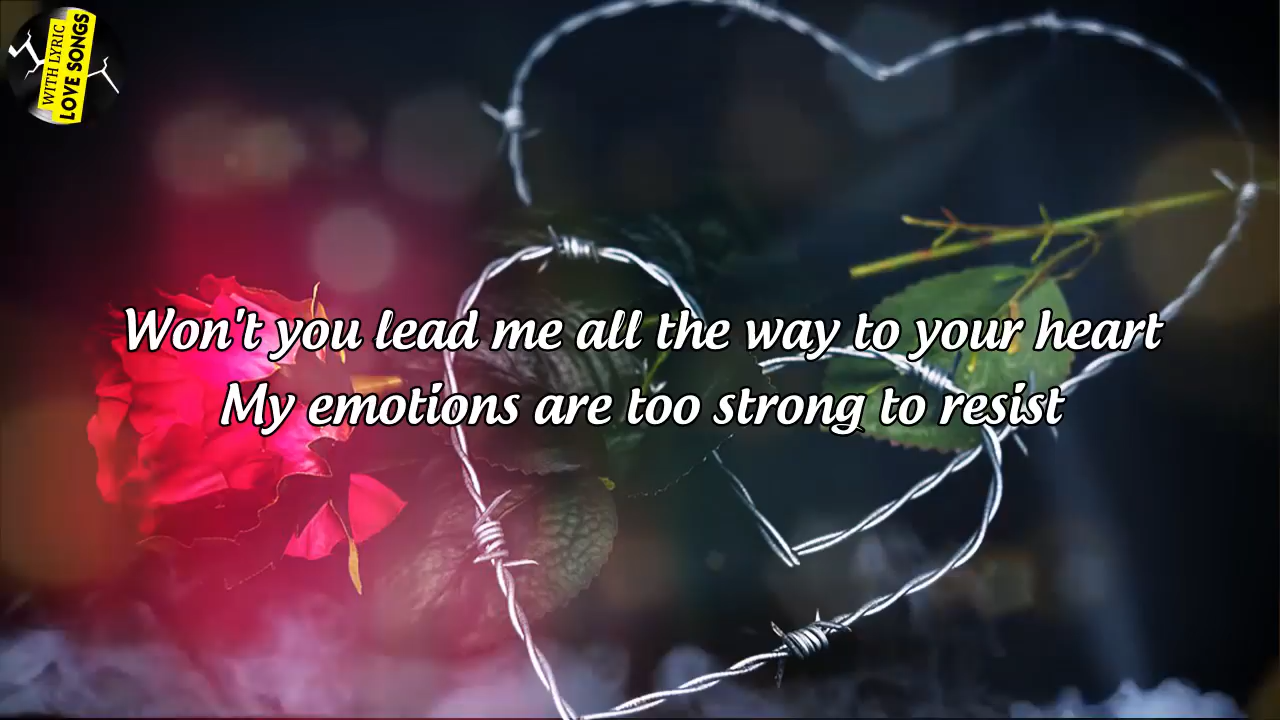 WITH LYRIC
LOVE SONGS
Won't you lead me all the way to your heart
My emotions are too strong to resist